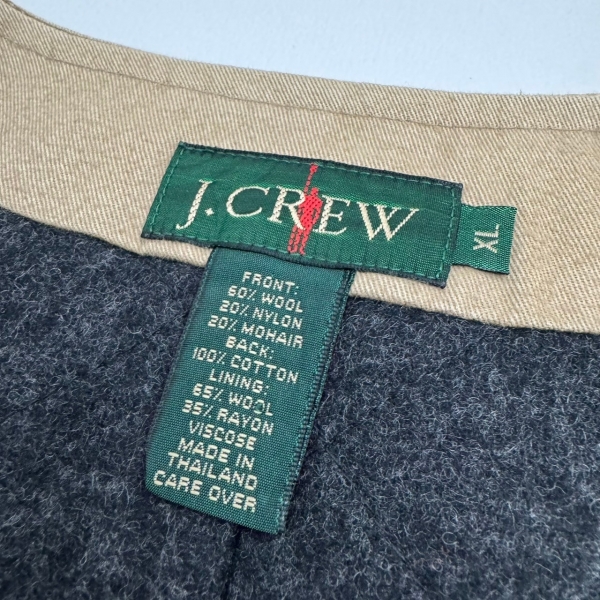 J.CREW
XL
FRONT:
60% WOOL
20% NYLON
20% MOHAIR
BACK:
100% COTTON
LINING:
65% WOOL
35% RAYON
VISCOSE
MADE IN
THAILAND
CARE OVER